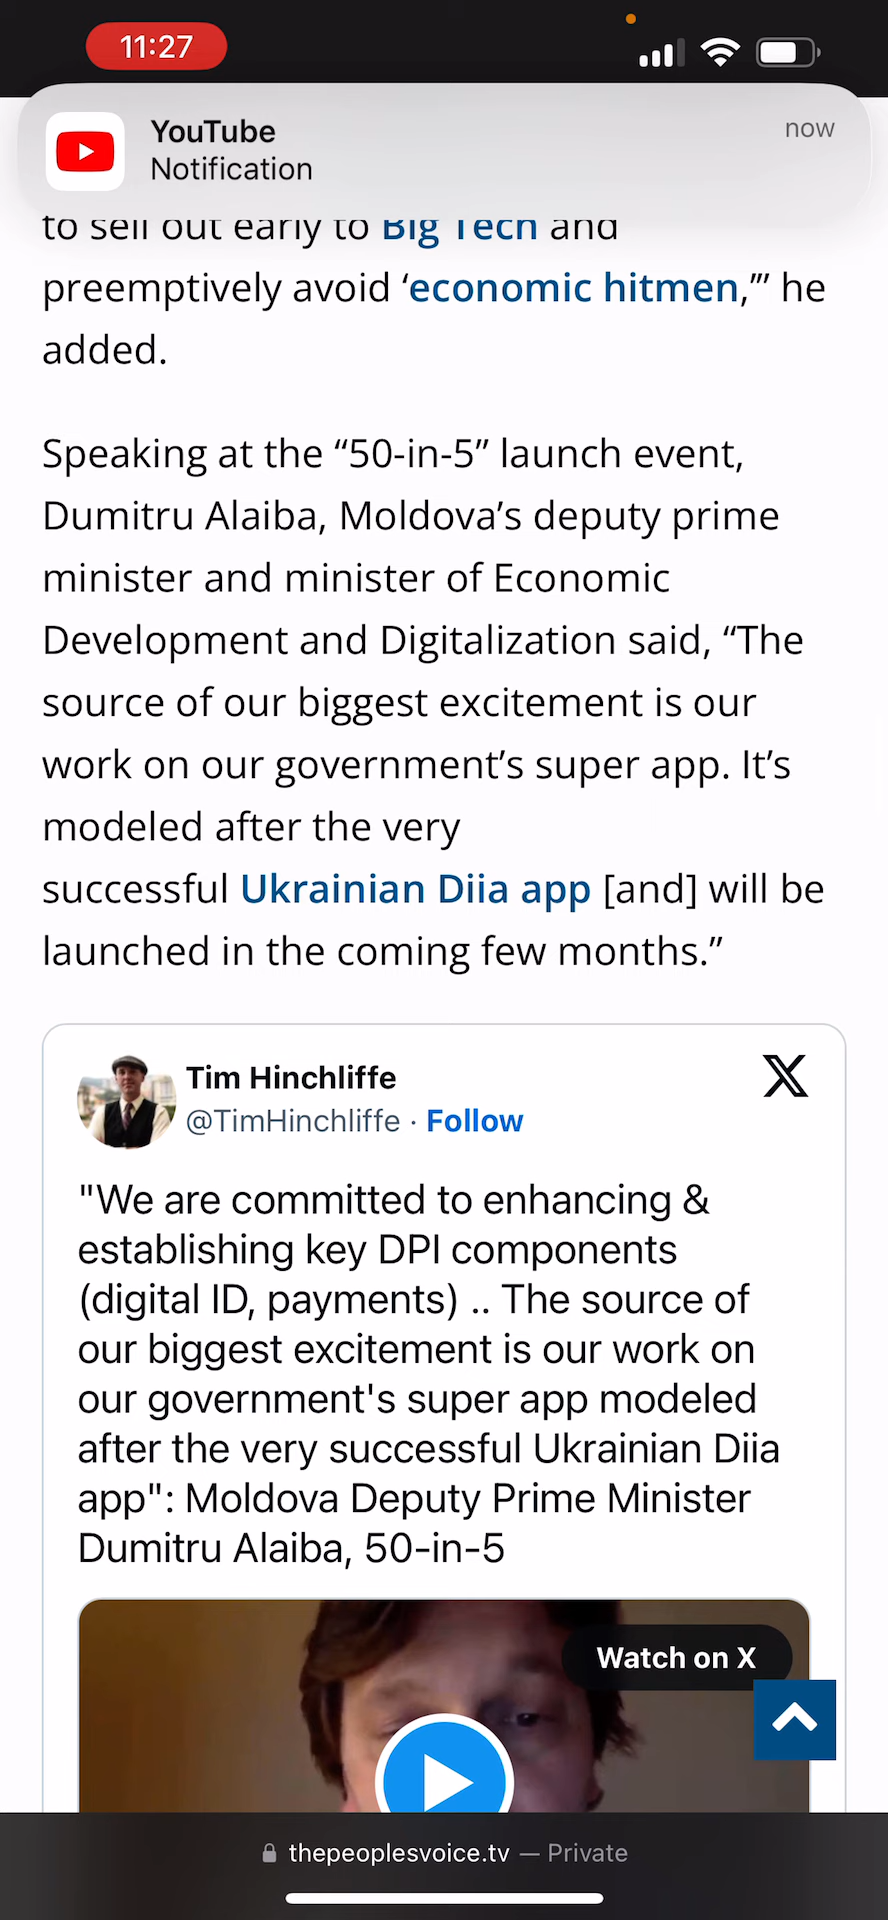 11:27
YouTube
now
Notification
to sell out early to Big Tech and
preemptively avoid ‘economic hitmen,’” he
added.
Speaking at the “50-in-5” launch event,
Dumitru Alaiba, Moldova’s deputy prime
minister and minister of Economic
Development and Digitalization said, “The
source of our biggest excitement is our
work on our government’s super app. It’s
modeled after the very
successful Ukrainian Diia app [and] will be
launched in the coming few months.”
Tim Hinchliffe
@TimHinchliffe · Follow
"We are committed to enhancing &
establishing key DPI components
(digital ID, payments) .. The source of
our biggest excitement is our work on
our government's super app modeled
after the very successful Ukrainian Diia
app": Moldova Deputy Prime Minister
Dumitru Alaiba, 50-in-5
Watch on X
thepeoplesvoice.tv — Private